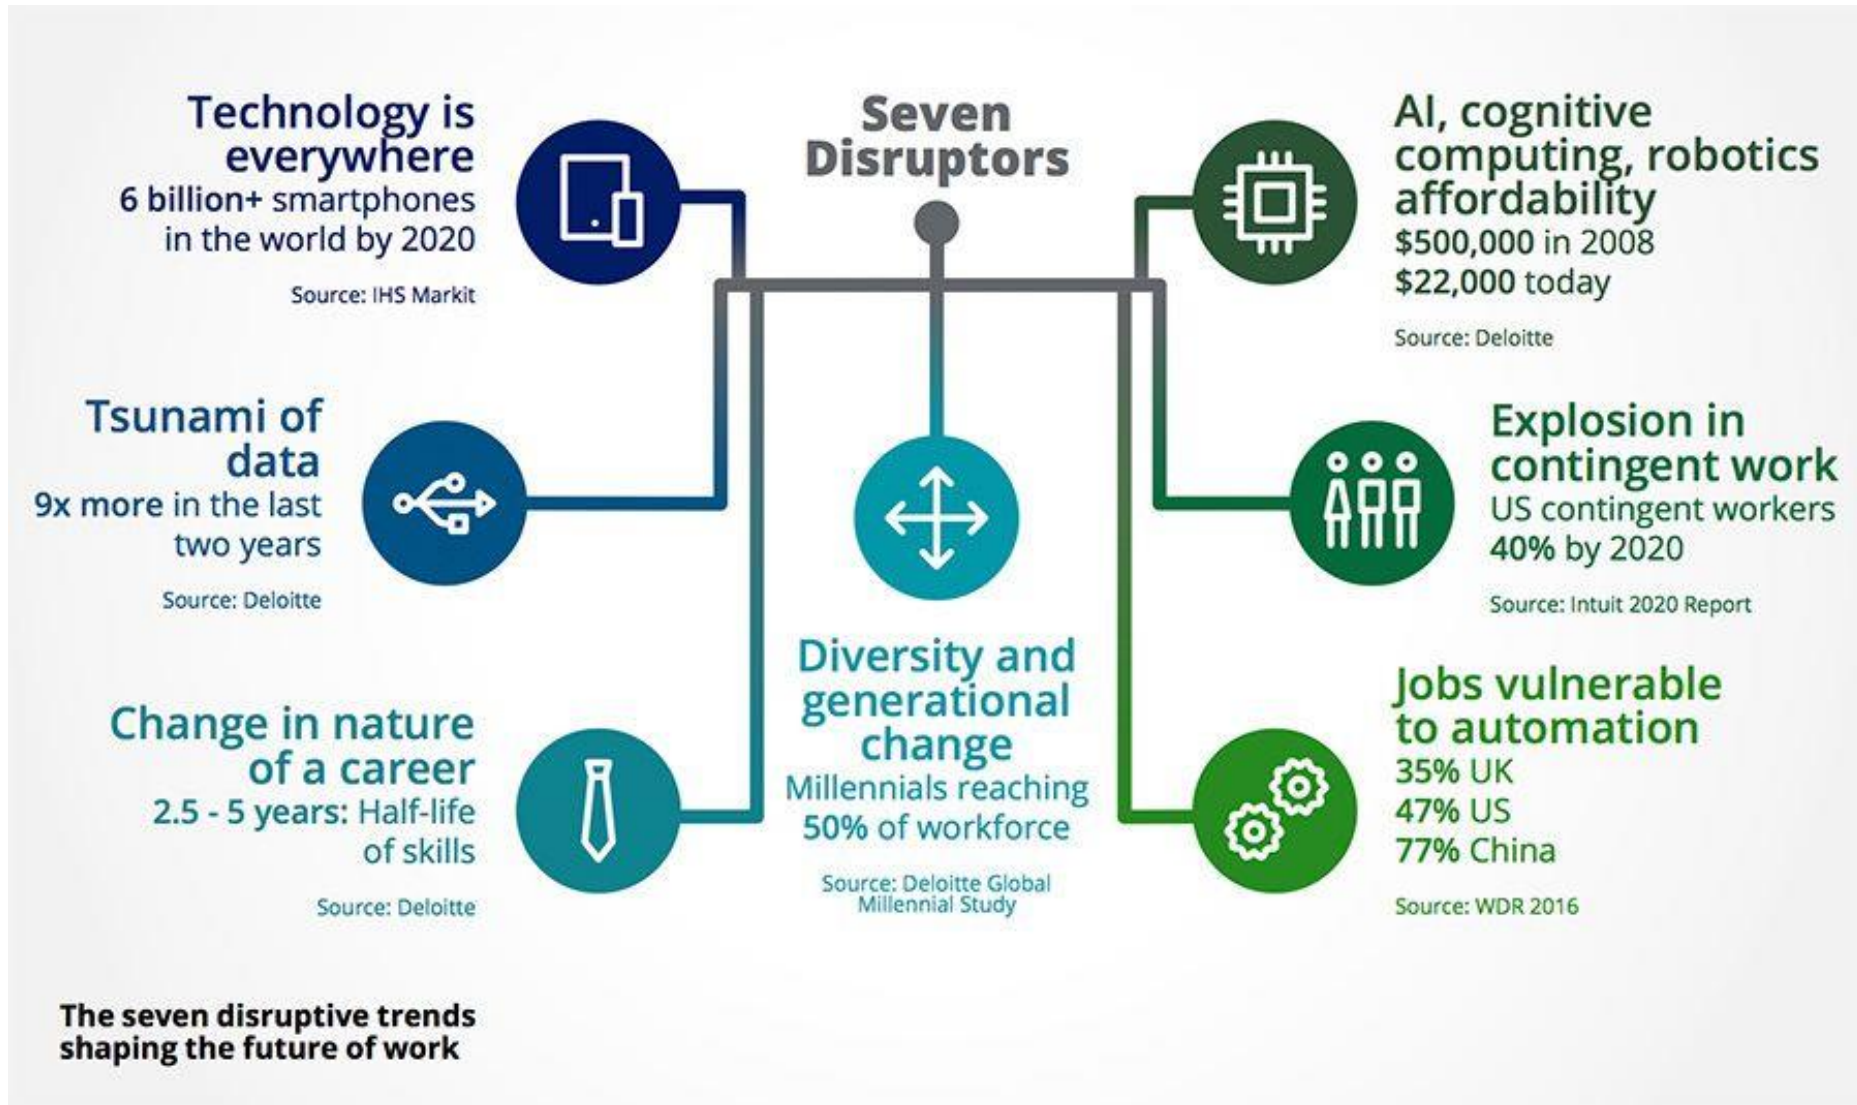 Seven
Disruptors
Technology is
everywhere
6 billion+ smartphones
in the world by 2020
Source: IHS Markit
Tsunami of
data
9x more in the last
two years
Source: Deloitte
Change in nature
of a career
2.5 - 5 years: Half-life
of skills
Source: Deloitte
Diversity and
generational
change
Millennials reaching
50% of workforce
Source: Deloitte Global
Millennial Study
AI, cognitive
computing, robotics
affordability
$500,000 in 2008
$22,000 today
Source: Deloitte
Explosion in
contingent work
US contingent workers
40% by 2020
Source: Intuit 2020 Report
Jobs vulnerable
to automation
35% UK
47% US
77% China
Source: WDR 2016
The seven disruptive trends
shaping the future of work